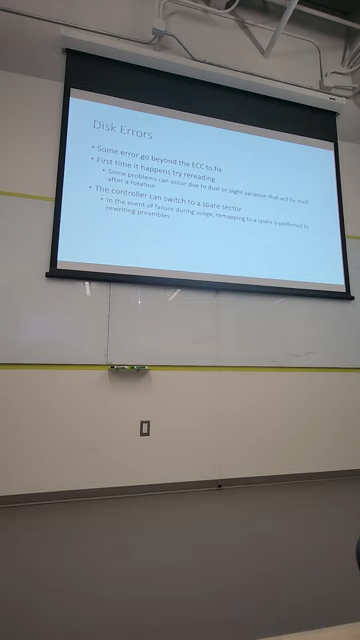 Disk Errors
• Some error go beyond the ECC to fix
• First time it happens try rereading
• Some problems can occur due to dust or slight variation that will fix itself
after a rotation
• The controller can switch to a spare sector
• In the event of failure during usage, remapping to a spare is preferred to
rewriting preambles